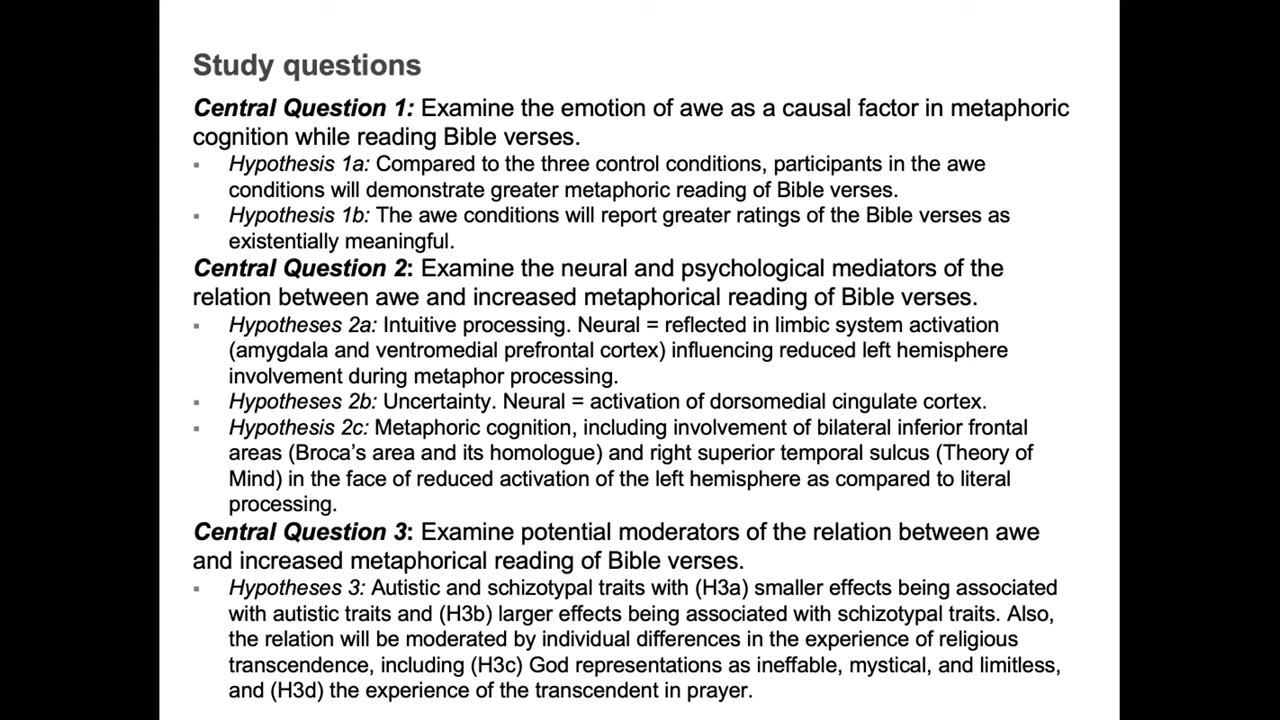 Study questions
Central Question 1: Examine the emotion of awe as a causal factor in metaphoric
cognition while reading Bible verses.
▪ Hypothesis 1a: Compared to the three control conditions, participants in the awe
conditions will demonstrate greater metaphoric reading of Bible verses.
▪ Hypothesis 1b: The awe conditions will report greater ratings of the Bible verses as
existentially meaningful.
Central Question 2: Examine the neural and psychological mediators of the
relation between awe and increased metaphorical reading of Bible verses.
▪ Hypotheses 2a: Intuitive processing. Neural = reflected in limbic system activation
(amygdala and ventromedial prefrontal cortex) influencing reduced left hemisphere
involvement during metaphor processing.
▪ Hypotheses 2b: Uncertainty. Neural = activation of dorsomedial cingulate cortex.
▪ Hypothesis 2c: Metaphoric cognition, including involvement of bilateral inferior frontal
areas (Broca's area and its homologue) and right superior temporal sulcus (Theory of
Mind) in the face of reduced activation of the left hemisphere as compared to literal
processing.
Central Question 3: Examine potential moderators of the relation between awe
and increased metaphorical reading of Bible verses.
▪ Hypotheses 3: Autistic and schizotypal traits with (H3a) smaller effects being associated
with autistic traits and (H3b) larger effects being associated with schizotypal traits. Also,
the relation will be moderated by individual differences in the experience of religious
transcendence, including (H3c) God representations as ineffable, mystical, and limitless,
and (H3d) the experience of the transcendent in prayer.